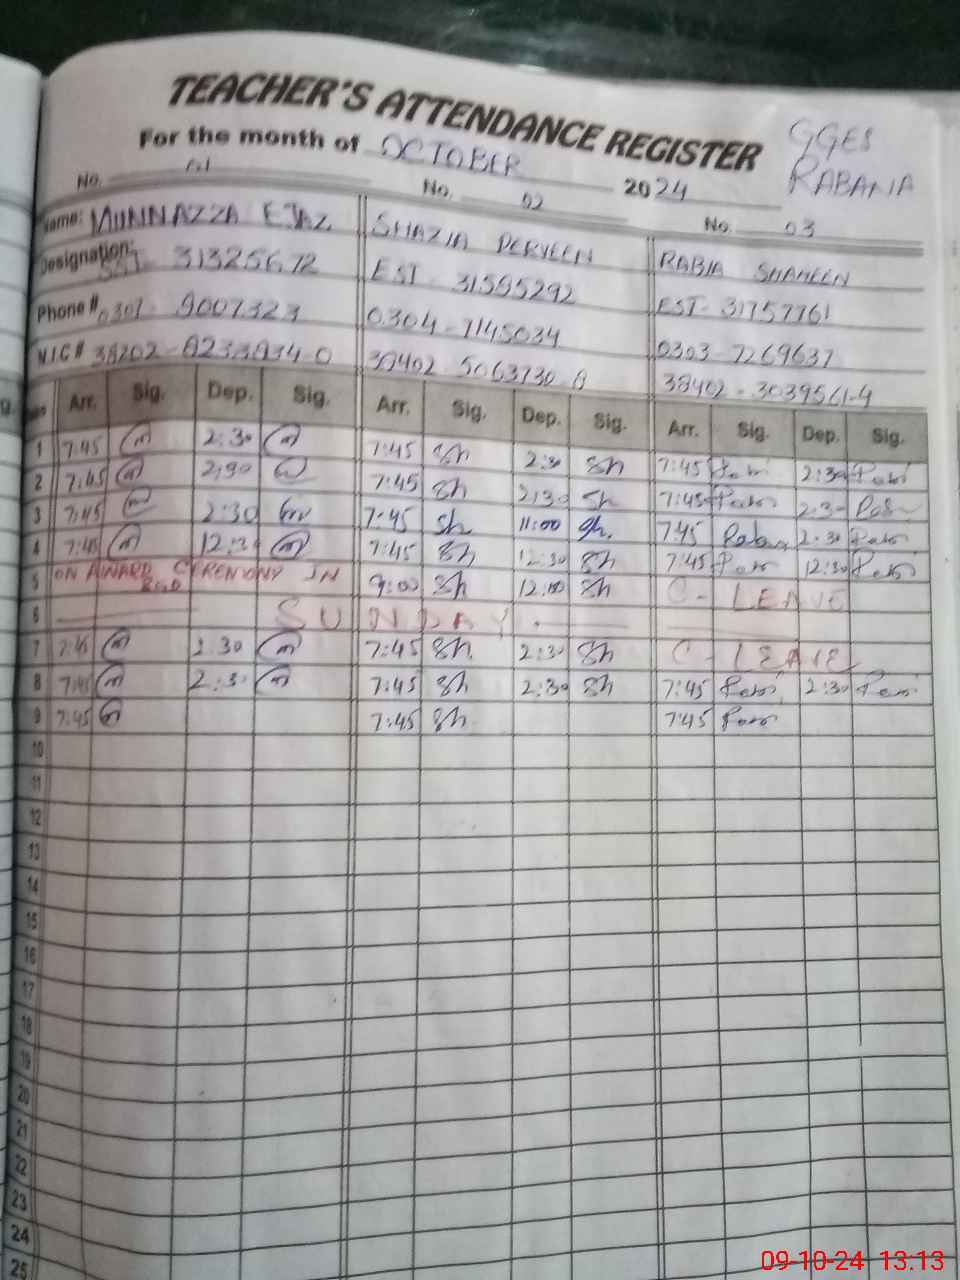 TEACHER'S ATTENDANCE REGISTER
GGES
RABANIA
For the month of OCTOBER 2024
No. 01 No. 02 No. 03
Name: MUNNAZZA EJAZ SHAZIA PERVEEN RABIA SHAHEEN
Designation: SST 31325672 EST - 31595292 EST - 31757761
Phone # 0301 - 9007323 0304-7145034 0303-7269637
N.I.C # 38402 5063730 38402-3039561-4
Arr. Sig. Dep. Sig. Arr. Sig. Dep. Sig. Arr. Sig. Dep. Sig.
1 7:45 2:30 7:45 Sh 2:30 Sh 7:45 2:30
2 7:45 2:30 7:45 Sh 2:30 Sh 7:45 2:30
3 7:45 2:30 7:45 Sh 11:00 Sh. 7:45 2:30
4 7:45 12:30 7:45 Sh 12:30 Sh 7:45 12:30
5 ON AWARD CEREMONY IN 9:00 Sh 12:00 Sh C- LEAVE
6 SUNDAY
7 7:45 2:30 7:45 Sh 2:30 Sh C- LEAVE
8 7:45 2:30 7:45 Sh 2:30 Sh 7:45 2:30
9 7:45 7:45 Sh 7:45
10
11
12
13
14
15
16
17
18
19
20
21
22
23
24
25
09-10-24 13.13